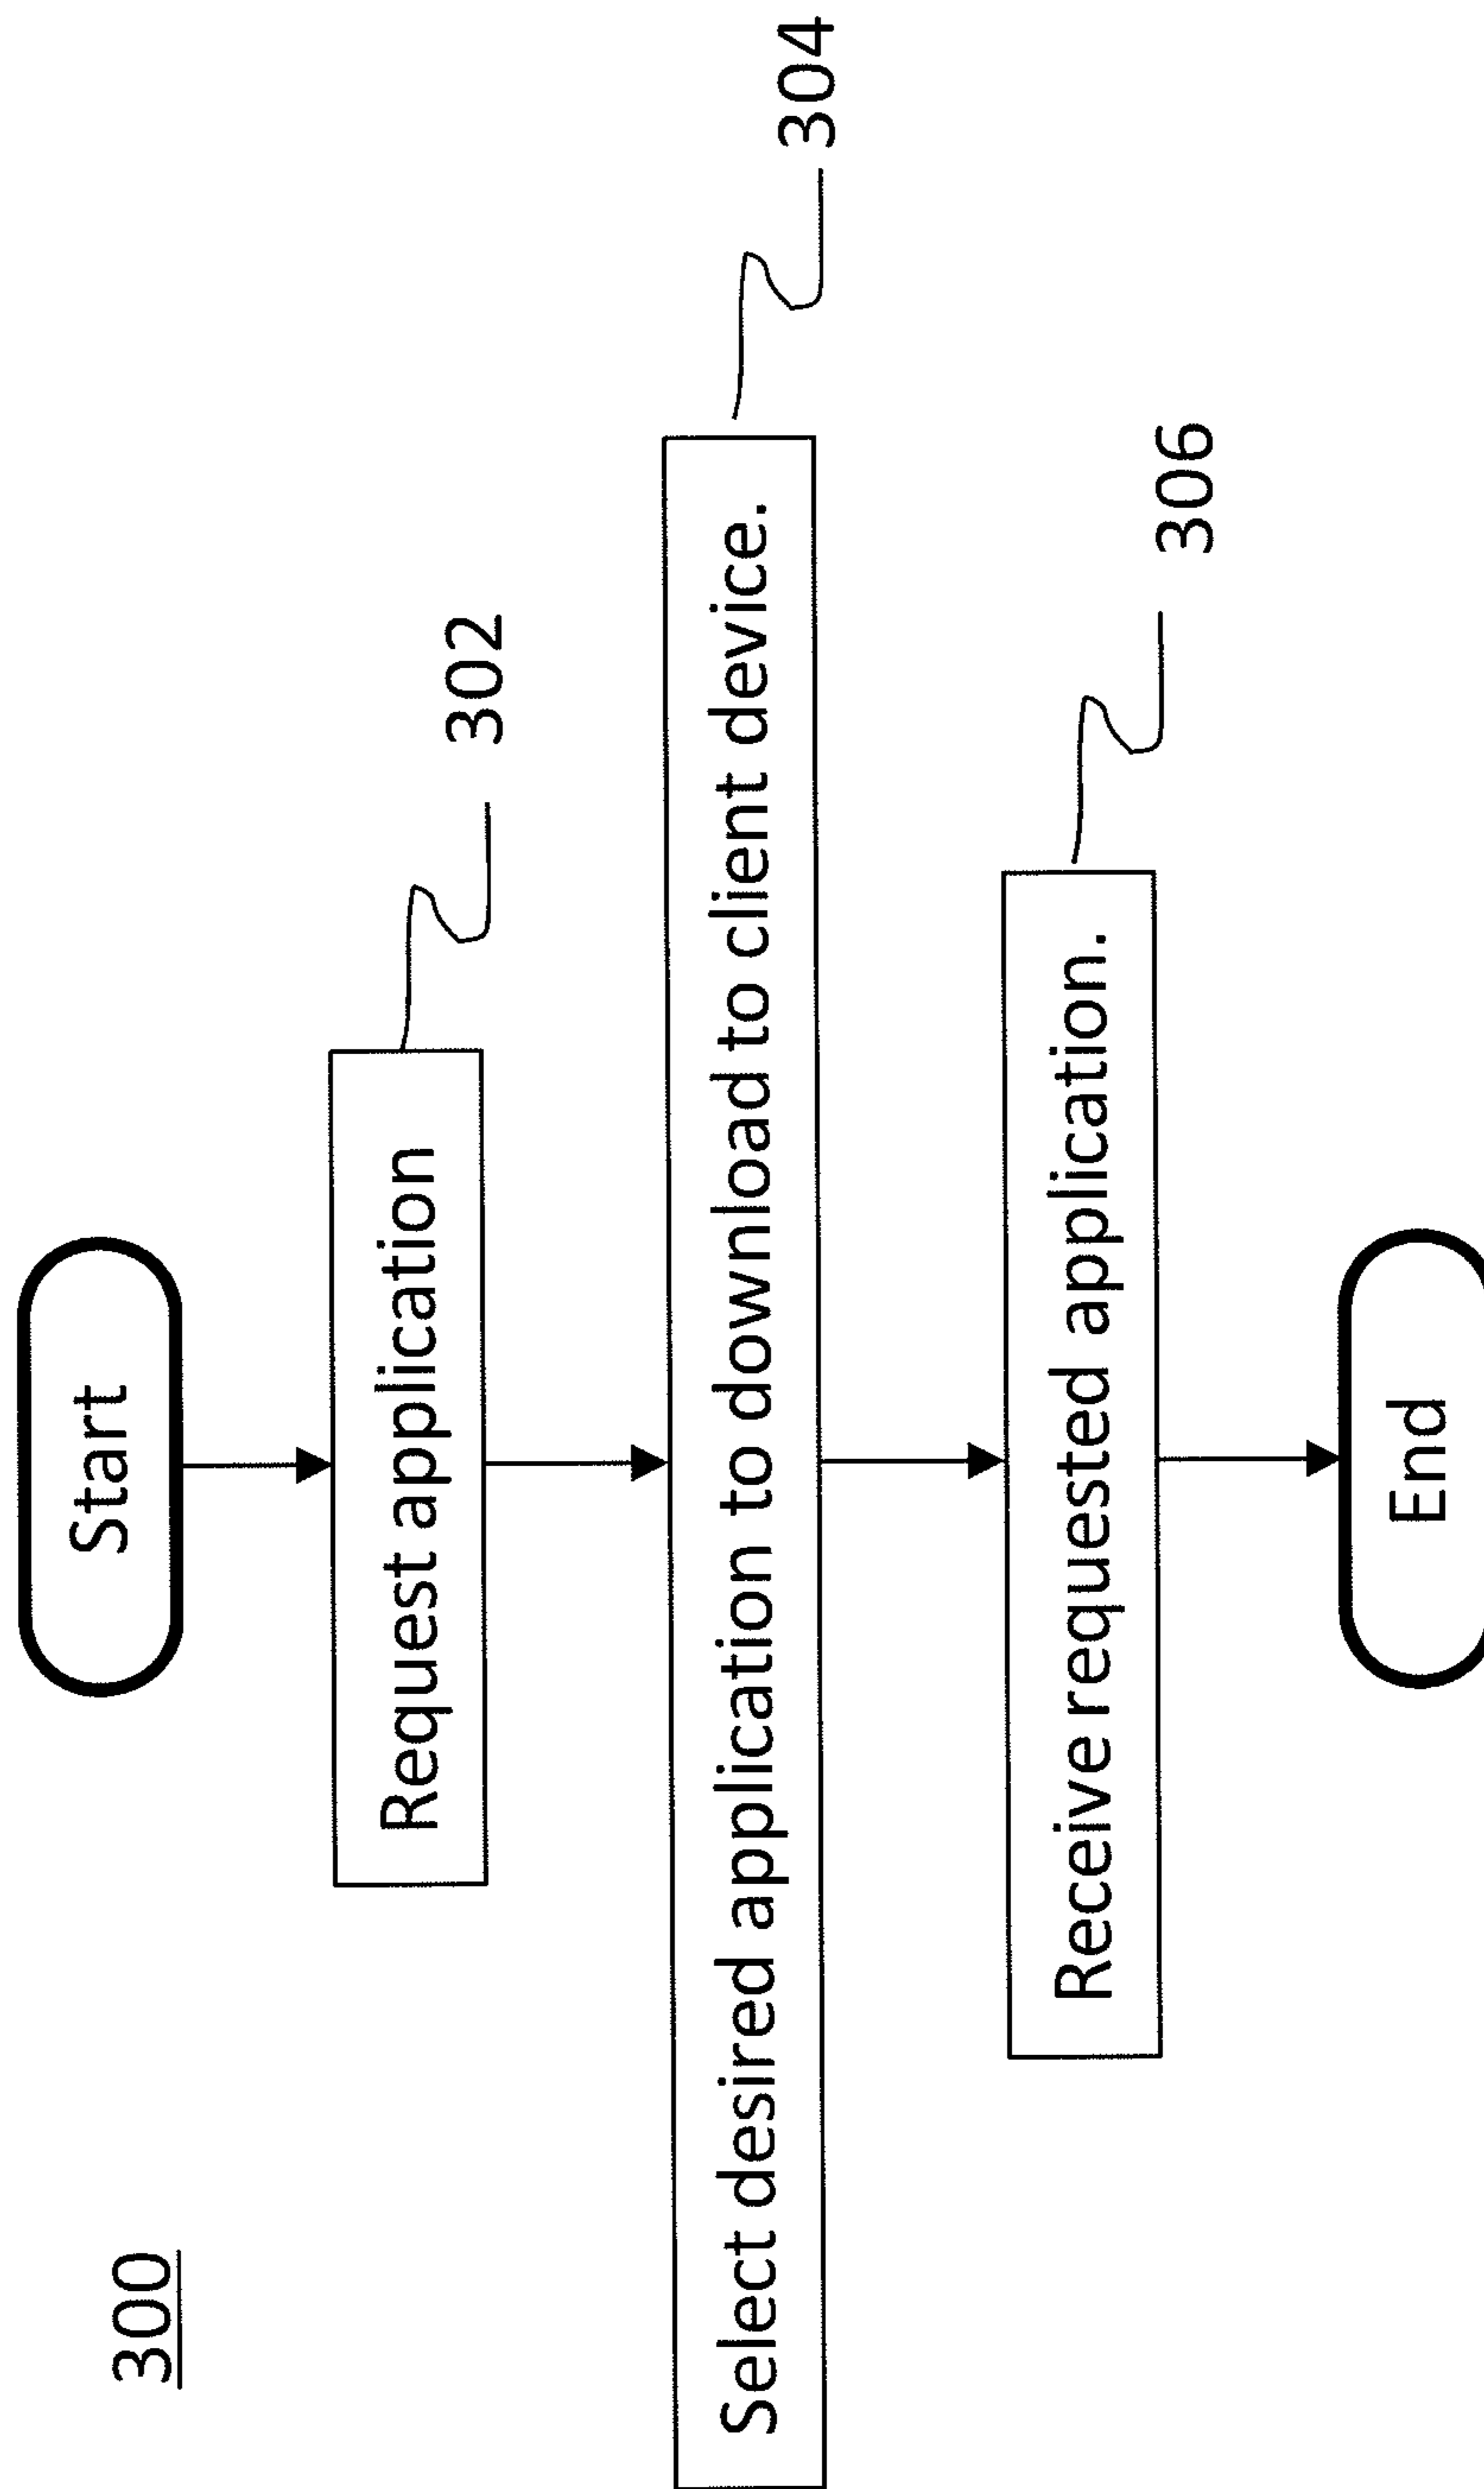 300
Start
Request application
302
Select desired application to download to client device.
304
Receive requested application.
306
End